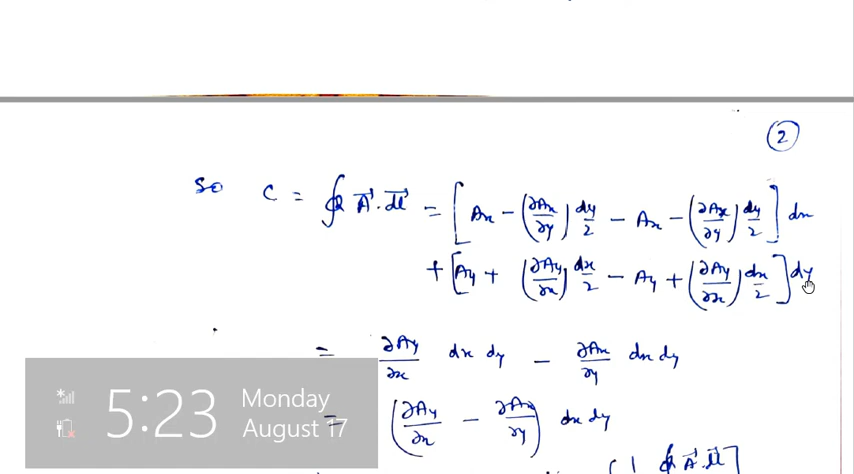 2
So C = ∮ A⃗.dl⃗ = [Ax - (∂Ax/∂y) dy/2 - Ax - (∂Ax/∂y) dy/2] dx
+ [Ay + (∂Ay/∂x) dx/2 - Ay + (∂Ay/∂x) dx/2] dy
= ∂Ay/∂x dx dy - ∂Ax/∂y dx dy
= (∂Ay/∂x - ∂Ax/∂y) dx dy
∮ A⃗.dl⃗]
5:23 Monday
August 17